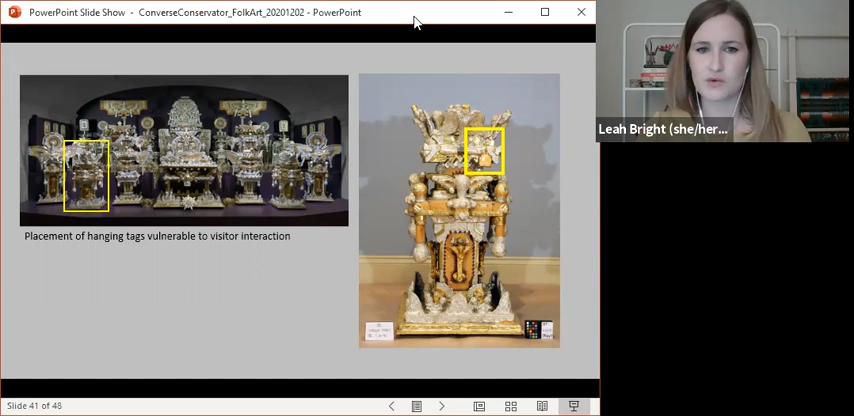 PowerPoint Slide Show - ConverseConservator_FolkArt_20201202 - PowerPoint
Leah Bright (she/her...
Placement of hanging tags vulnerable to visitor interaction
Slide 41 of 48